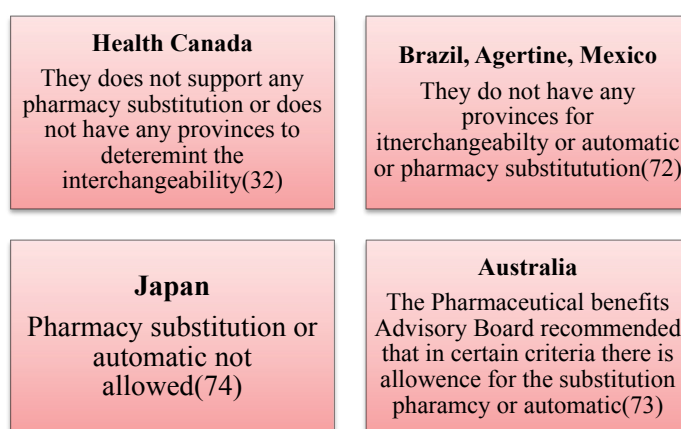 Health Canada
They does not support any
pharmacy substitution or does
not have any provinces to
deteremint the
interchangeability(32)
Brazil, Agertine, Mexico
They do not have any
provinces for
itnerchangeabilty or automatic
or pharmacy substitutution(72)
Japan
Pharmacy substitution or
automatic not
allowed(74)
Australia
The Pharmaceutical benefits
Advisory Board recommended
that in certain criteria there is
allowence for the substitution
pharamcy or automatic(73)